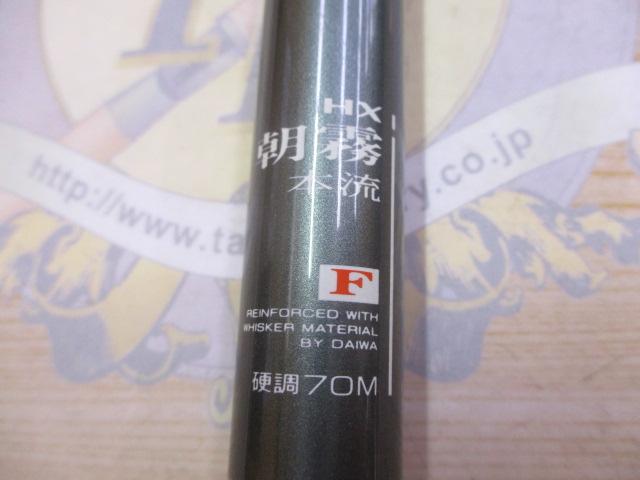 HX
朝霧
本流
F
REINFORCED WITH
WHISKER MATERIAL
BY DAIWA
硬調70M
http://www.ta
ry.co.jp